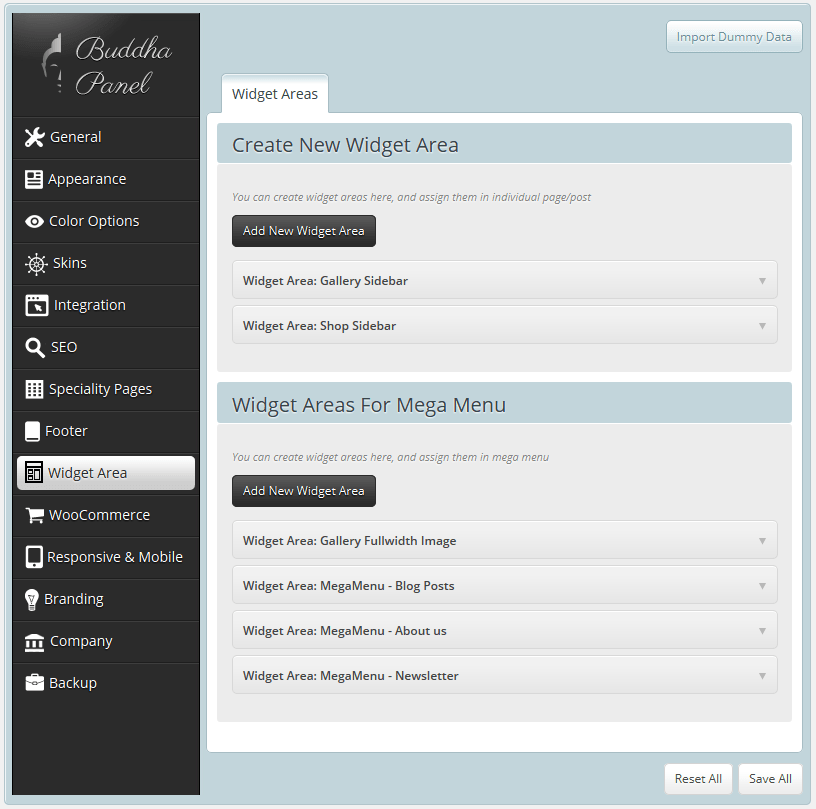 Buddha
Panel
Import Dummy Data
General
Appearance
Color Options
Skins
Integration
SEO
Speciality Pages
Footer
Widget Area
WooCommerce
Responsive & Mobile
Branding
Company
Backup
Widget Areas
Create New Widget Area
You can create widget areas here, and assign them in individual page/post
Add New Widget Area
Widget Area: Gallery Sidebar
Widget Area: Shop Sidebar
Widget Areas For Mega Menu
You can create widget areas here, and assign them in mega menu
Add New Widget Area
Widget Area: Gallery Fullwidth Image
Widget Area: MegaMenu - Blog Posts
Widget Area: MegaMenu - About us
Widget Area: MegaMenu - Newsletter
Reset All
Save All